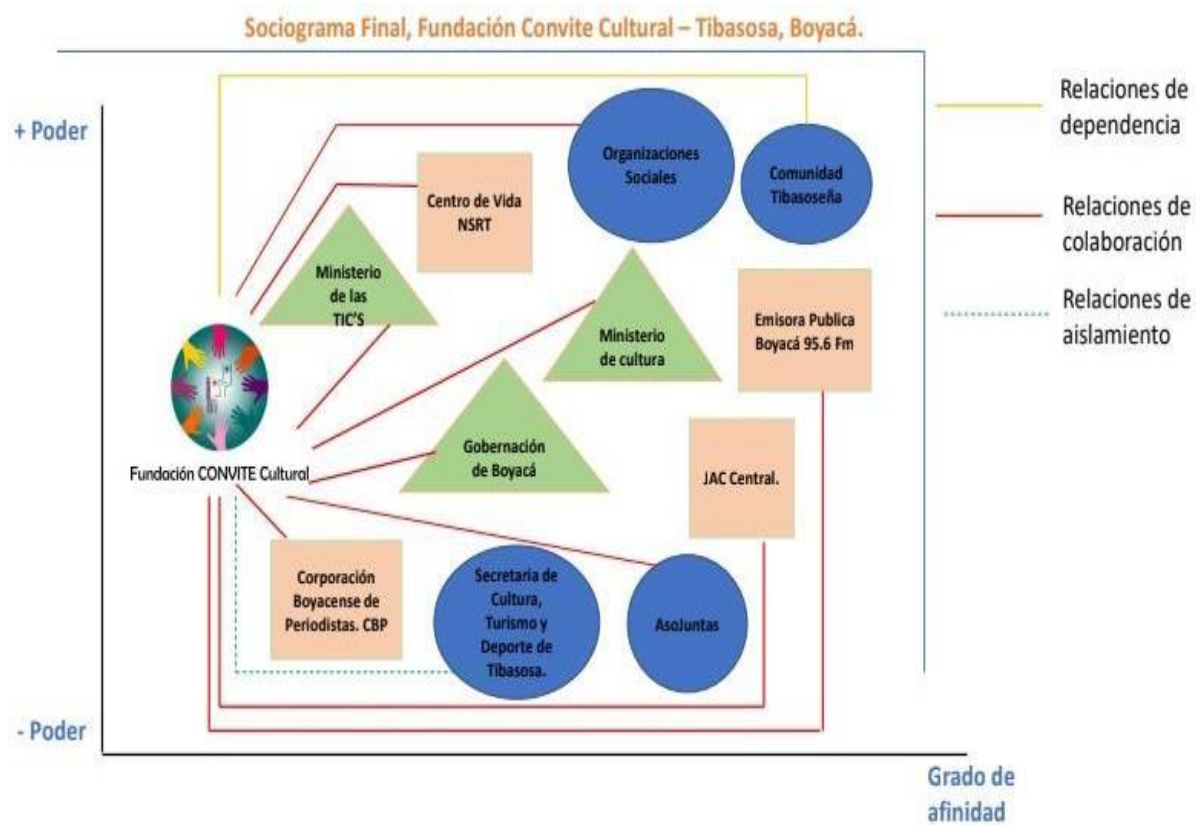 Sociograma Final, Fundación Convite Cultural – Tibasosa, Boyacá.
+ Poder
Organizaciones
Sociales
Comunidad
Tibasoseña
Centro de Vida
NSRT
Ministerio
de las
TIC'S
Ministerio
de cultura
Emisora Publica
Boyacá 95.6 Fm
Fundación CONVITE Cultural
Gobernación
de Boyacá
JAC Central.
Corporación
Boyacense de
Periodistas. CBP
Secretaria de
Cultura,
Turismo y
Deporte de
Tibasosa.
AsoJuntas
- Poder
Grado de
afinidad
Relaciones de
dependencia
Relaciones de
colaboración
Relaciones de
aislamiento